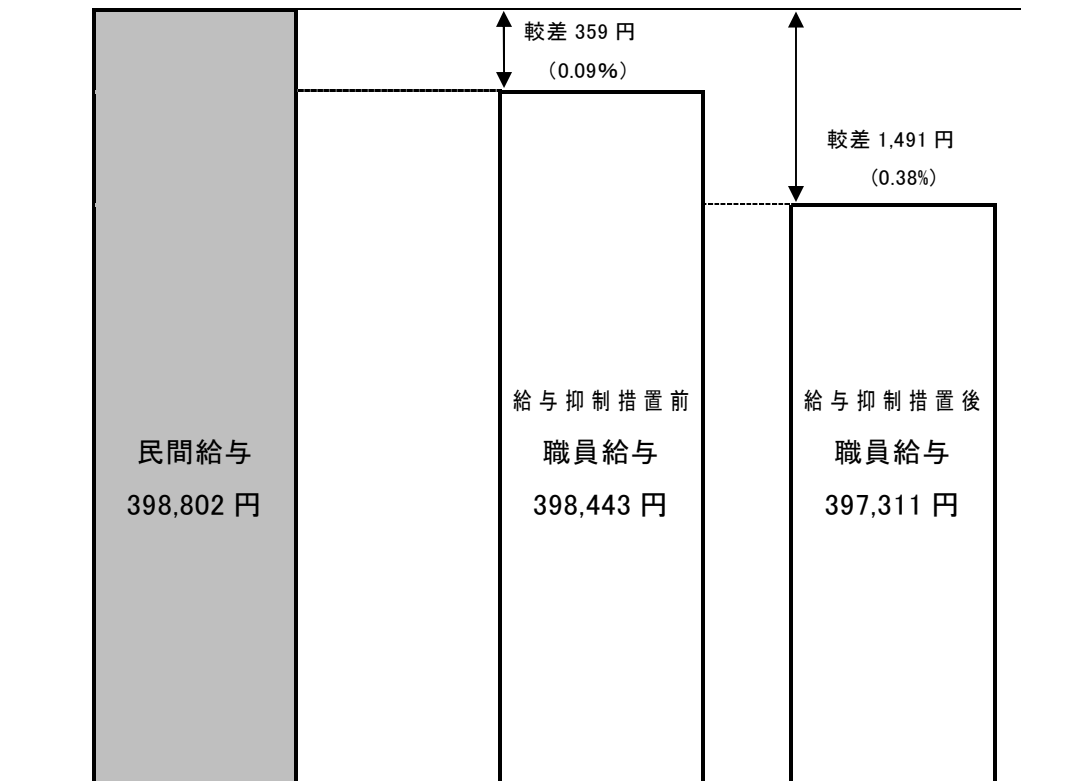 較差 359 円
（0.09%）
較差 1,491 円
（0.38%）
民間給与
398,802 円
給与抑制措置前
職員給与
398,443 円
給与抑制措置後
職員給与
397,311 円